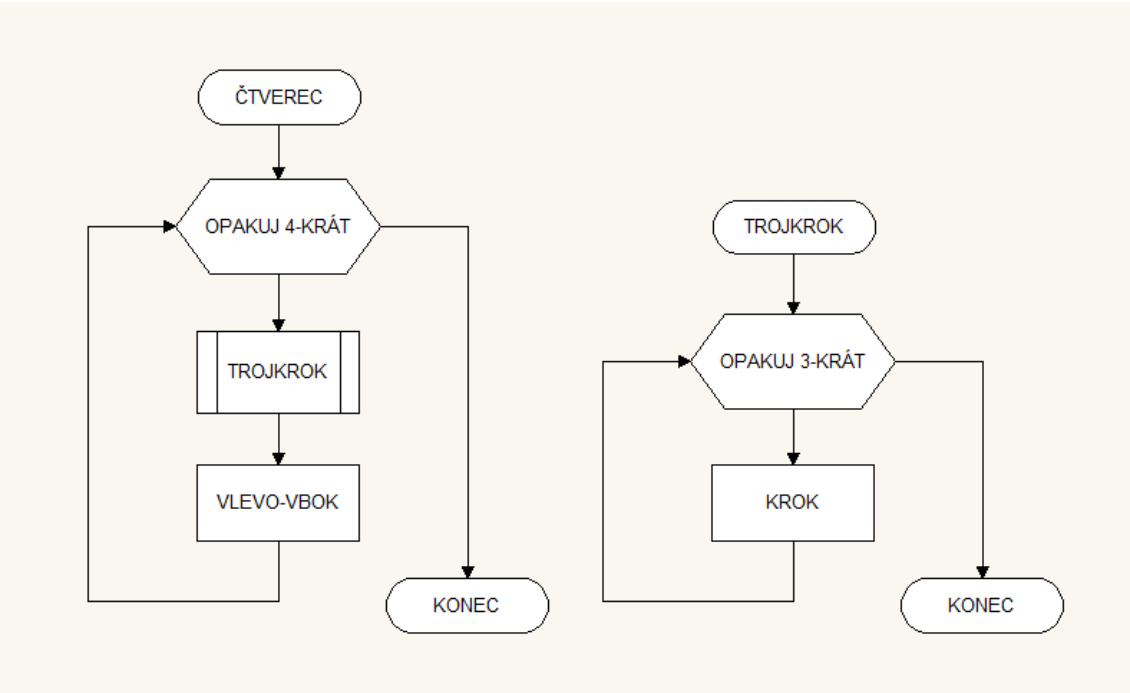 ČTVEREC
OPAKUJ 4-KRÁT
TROJKROK
VLEVO-VBOK
KONEC
TROJKROK
OPAKUJ 3-KRÁT
KROK
KONEC